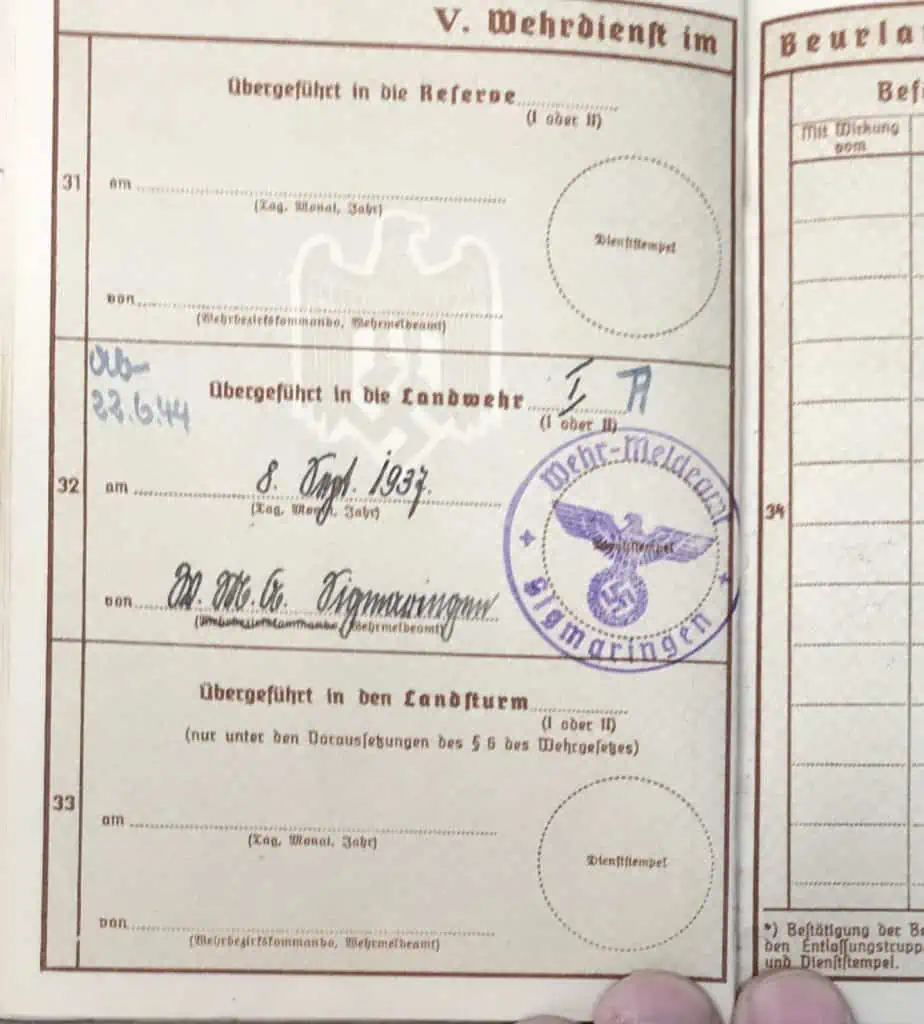 V. Wehrdienst im
Übergeführt in die Reserve
(I oder II)
31
am
(Tag, Monat, Jahr)
Dienststempel
von
(Wehrbezirkskommando, Wehrmeldeamt)
22.6.44
Übergeführt in die Landwehr I
(I oder II)
32
am 8. Sept. 1937.
(Tag, Monat, Jahr)
Wehr-Meldeamt
Sigmaringen
Dienststempel
von W. M. A. Sigmaringen
(Wehrbezirkskommando, Wehrmeldeamt)
Übergeführt in den Landsturm
(I oder II)
(nur unter den Voraussetzungen des § 6 des Wehrgesetzes)
33
am
(Tag, Monat, Jahr)
Dienststempel
von
(Wehrbezirkskommando, Wehrmeldeamt)
Beurla
Bef
Mit Wirkung
vom
34
*) Bestätigung der Be
den Entlassungstrupp
und Dienststempel.